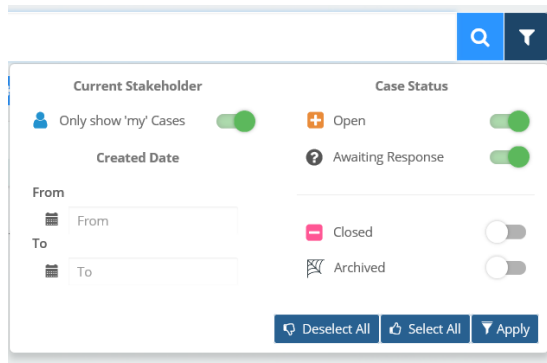 Current Stakeholder
Only show 'my' Cases
Created Date
From
From
To
To
Case Status
Open
Awaiting Response
Closed
Archived
Deselect All
Select All
Apply